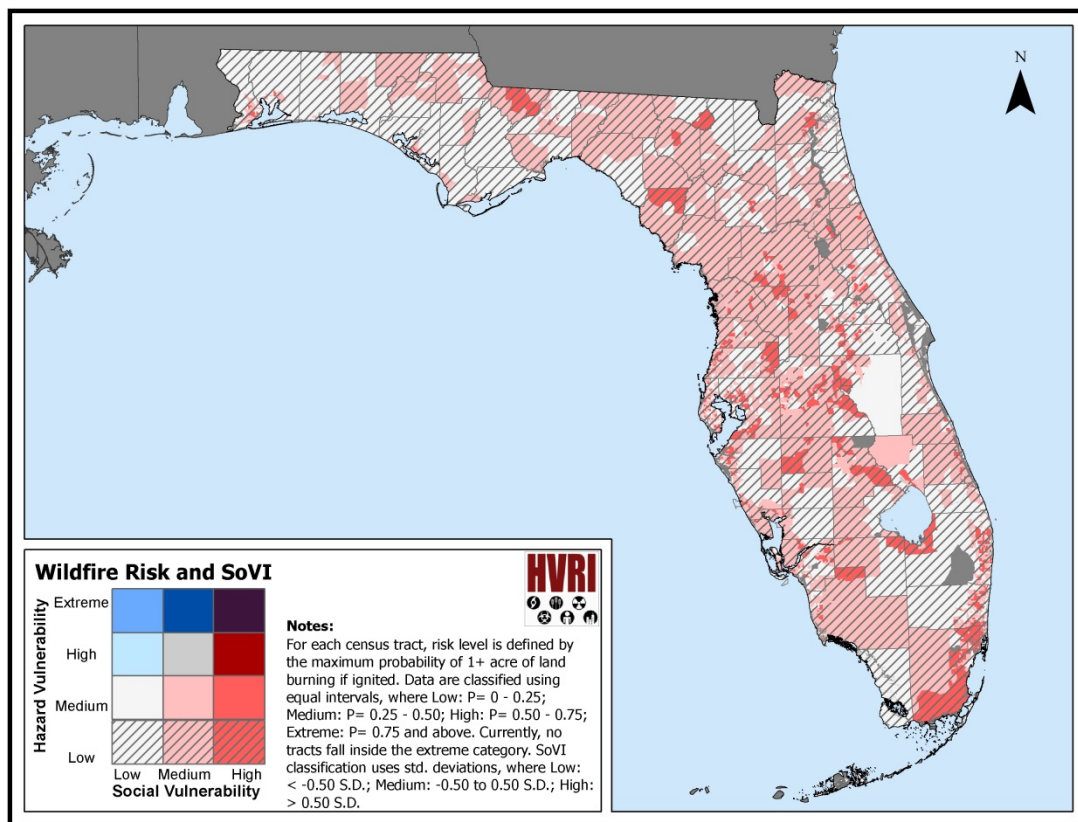 N
Wildfire Risk and SoVI
HVRI
Hazard Vulnerability
Extreme
High
Medium
Low
Low Medium High
Social Vulnerability
Notes:
For each census tract, risk level is defined by
the maximum probability of 1+ acre of land
burning if ignited. Data are classified using
equal intervals, where Low: P= 0 - 0.25;
Medium: P= 0.25 - 0.50; High: P= 0.50 - 0.75;
Extreme: P= 0.75 and above. Currently, no
tracts fall inside the extreme category. SoVI
classification uses std. deviations, where Low:
< -0.50 S.D.; Medium: -0.50 to 0.50 S.D.; High:
> 0.50 S.D.